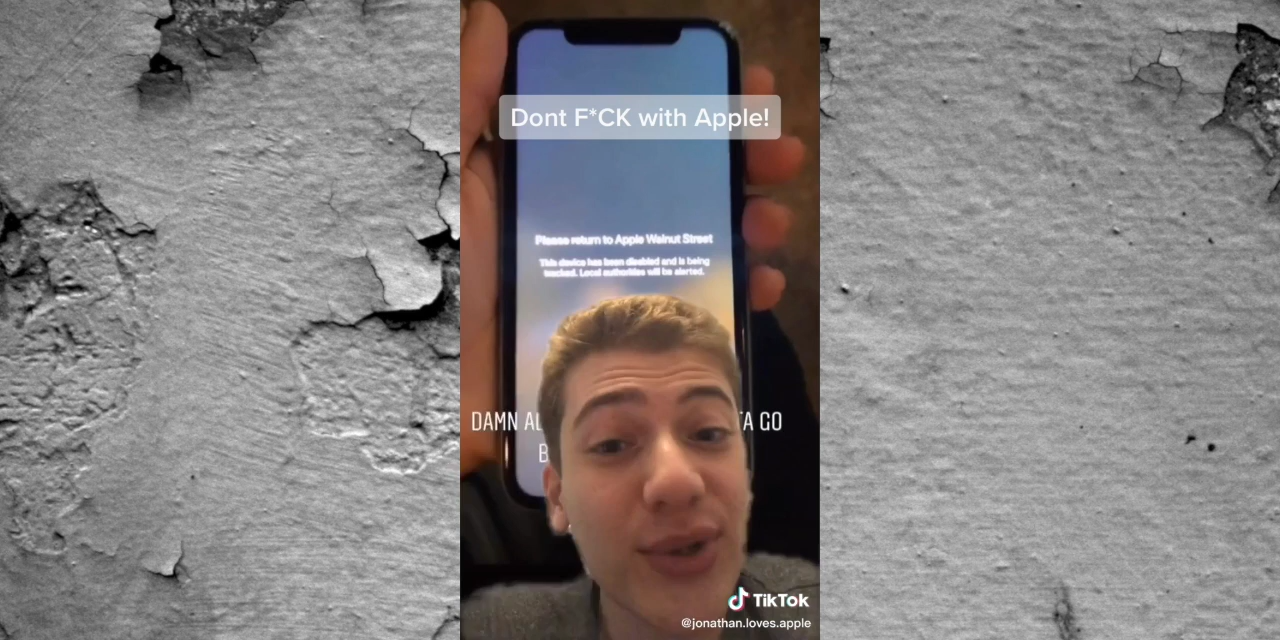 Dont F*CK with Apple!
Please return to Apple Walnut Street
This device has been disabled and is being
tracked. Local authorities will be alerted.
DAMN GO
TikTok
@jonathan.loves.apple